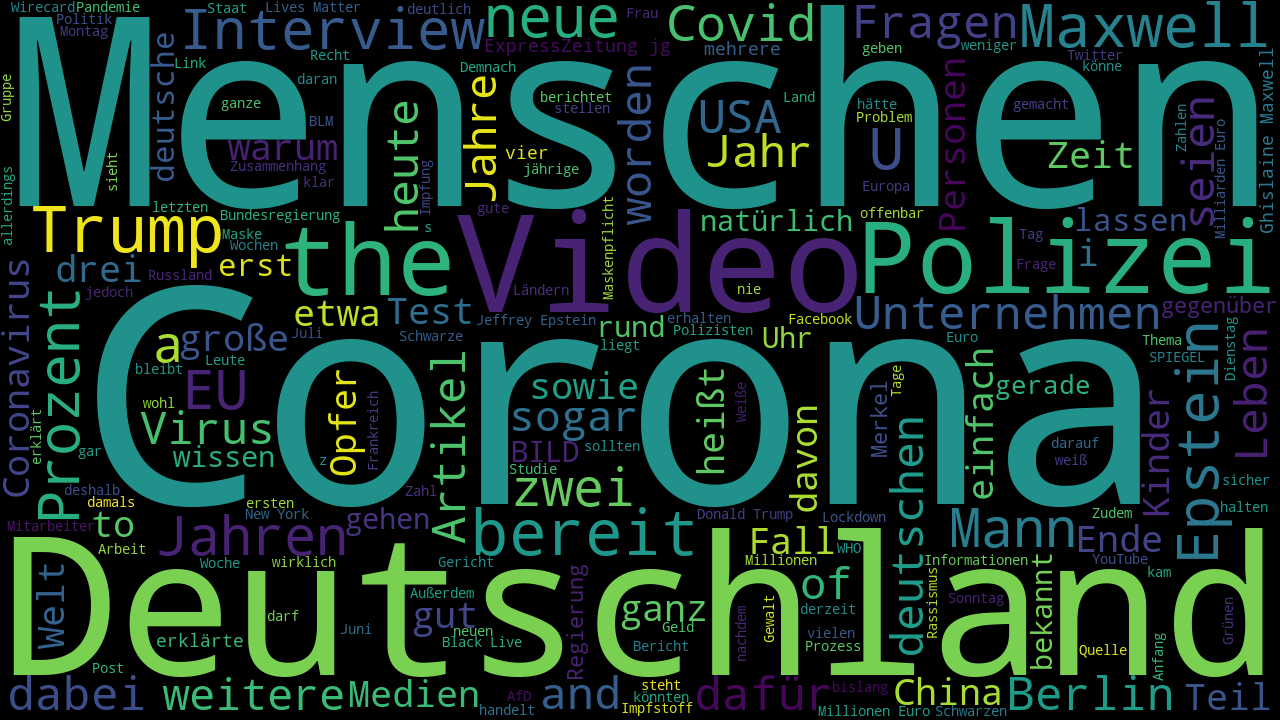 Wirecard Pandemie
Politik
Montag
Staat
Lives Matter
deutlich
Interview
neue
Frau
Covid
Fragen
Maxwell
ExpressZeitung jg
mehrere
geben
weniger
Twitter
könne
Menschen
deutsche
Link
Recht
daran
Demnach
Gruppe
ganze
BLM
warum
Zusammenhang
klar
sieht
heute
Impfung
Jahre
berichtet
stellen
vier
jährige
worden
USA
Land
Jahr
hätte
Problem
U
Europa
Personen
gemacht
Zeit
Zahlen
seien
Milliarden Euro
Ghislaine Maxwell
allerdings
letzten
Trump
Bundesregierung
Maske
Wochen
gute
s
Maskenpflicht
natürlich
offenbar
lassen
Tag
i
Frage
drei
Russland
erst
the
Video
Ländern
nie
Polizei
jedoch
Coronavirus
Prozent
etwa
Test
Jeffrey Epstein
erhalten
rund
Polizisten
Facebook
Unternehmen
gegenüber
a
große
Juli
Schwarze
liegt
Uhr
Euro
Thema
SPIEGEL
Dienstag
Leute
bleibt
EU
Corona
wohl
Virus
wissen
Opfer
Frankreich
z
Artikel
sowie
sogar
BILD
sollten
Studie
zwei
heißt
Weiße
davon
Merkel
Tage
deutschen
einfach
gerade
darauf
weiß
Kinder
Epstein
Leben
sicher
halten
erklärt
gar
deshalb
damals
ersten
Zahl
Mitarbeiter
to
Arbeit
Jahren
New York
gehen
bereit
Donald Trump
Lockdown
Mann
Zudem
Ende
Fall
WHO
Woche
wirklich
Gericht
Millionen
Informationen
YouTube
kam
Deutschland
Welt
darf
Juni
Außerdem
gut
neuen
Black Live
erklärte
Regierung
ganz
Geld
Bericht
nachdem
Gewalt
of
derzeit
vielen
Prozess
Rassismus
Sonntag
bekannt
Quelle
Anfang
Grünen
Post
dabei
weitere
Medien
handelt
AfD
and
steht
könnten
Impfstoff
dafür
bislang
Millionen Euro
China
Schwarzen
Berlin
Teil